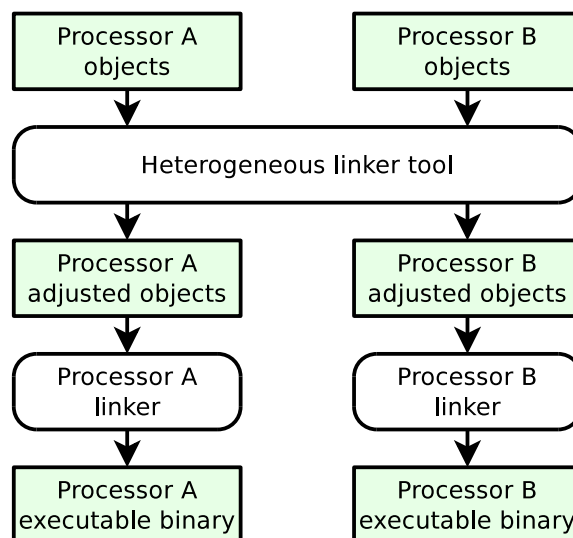 Processor A
objects
Processor B
objects
Heterogeneous linker tool
Processor A
adjusted objects
Processor B
adjusted objects
Processor A
linker
Processor B
linker
Processor A
executable binary
Processor B
executable binary